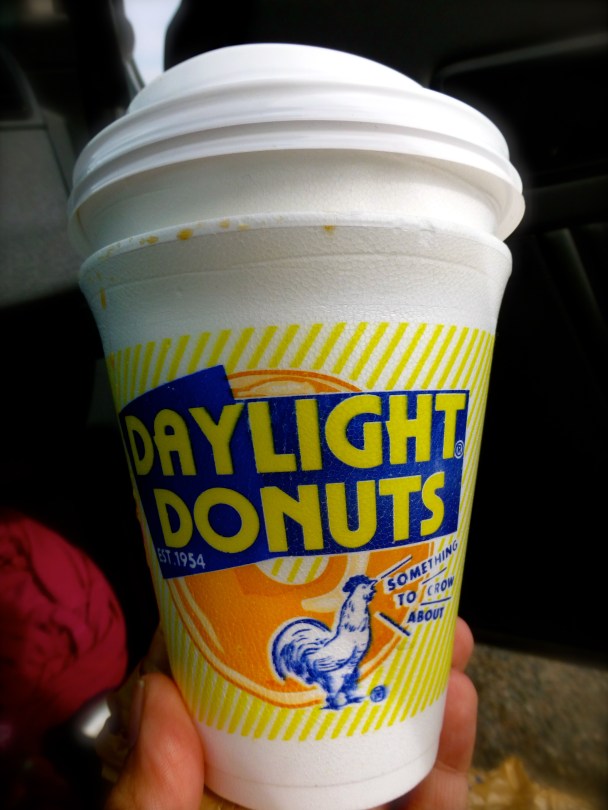 DAYLIGHT®
DONUTS
EST. 1954
SOMETHING
TO CROW
ABOUT
®